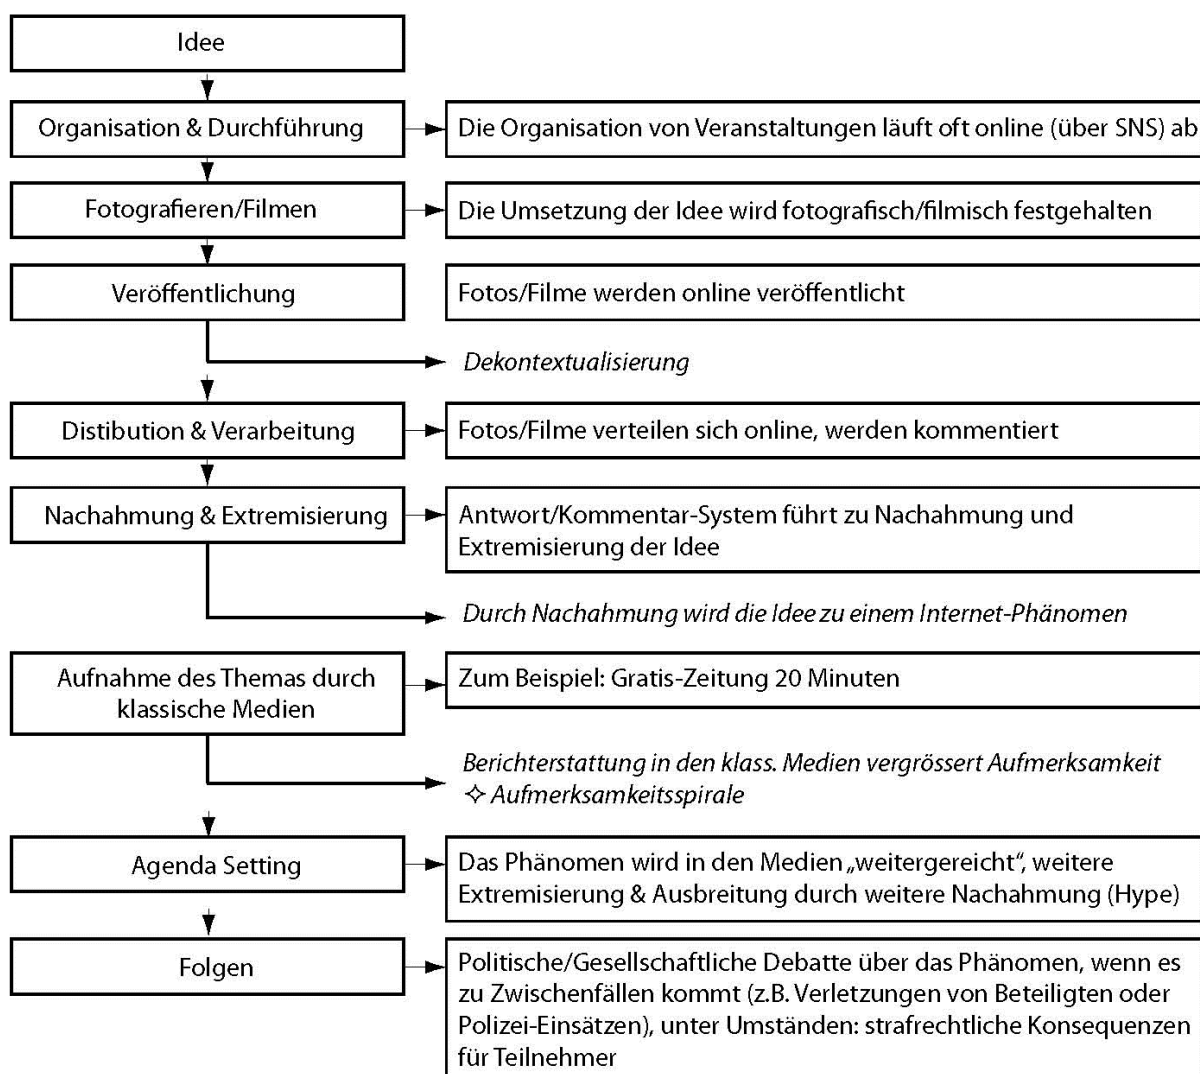 Idee
Organisation & Durchführung
Die Organisation von Veranstaltungen läuft oft online (über SNS) ab
Fotografieren/Filmen
Die Umsetzung der Idee wird fotografisch/filmisch festgehalten
Veröffentlichung
Fotos/Filme werden online veröffentlicht
Dekontextualisierung
Distibution & Verarbeitung
Fotos/Filme verteilen sich online, werden kommentiert
Nachahmung & Extremisierung
Antwort/Kommentar-System führt zu Nachahmung und
Extremisierung der Idee
Durch Nachahmung wird die Idee zu einem Internet-Phänomen
Aufnahme des Themas durch
klassische Medien
Zum Beispiel: Gratis-Zeitung 20 Minuten
Berichterstattung in den klass. Medien vergrössert Aufmerksamkeit
✧ Aufmerksamkeitsspirale
Agenda Setting
Das Phänomen wird in den Medien „weitergereicht“, weitere
Extremisierung & Ausbreitung durch weitere Nachahmung (Hype)
Folgen
Politische/Gesellschaftliche Debatte über das Phänomen, wenn es
zu Zwischenfällen kommt (z.B. Verletzungen von Beteiligten oder
Polizei-Einsätzen), unter Umständen: strafrechtliche Konsequenzen
für Teilnehmer